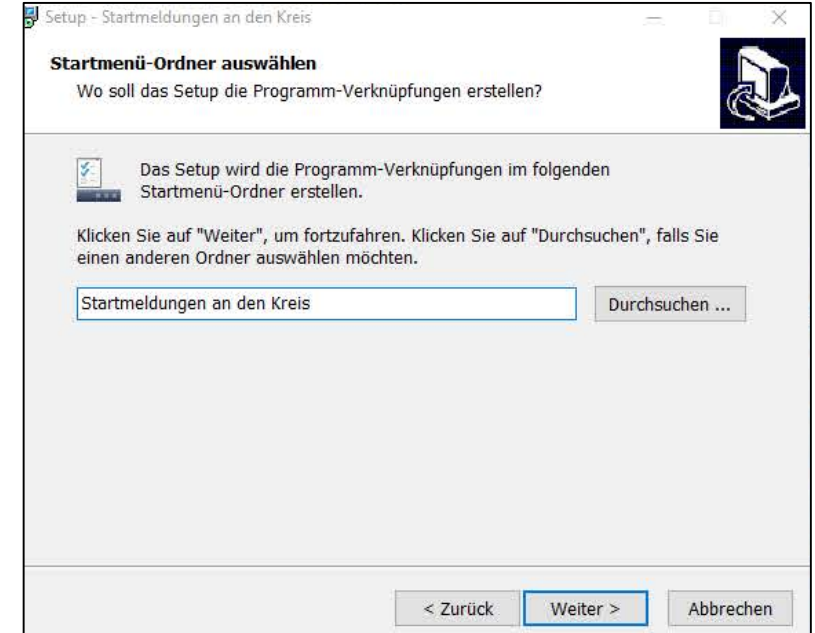 Setup - Startmeldungen an den Kreis
Startmenü-Ordner auswählen
Wo soll das Setup die Programm-Verknüpfungen erstellen?
Das Setup wird die Programm-Verknüpfungen im folgenden
Startmenü-Ordner erstellen.
Klicken Sie auf "Weiter", um fortzufahren. Klicken Sie auf "Durchsuchen", falls Sie
einen anderen Ordner auswählen möchten.
Startmeldungen an den Kreis
Durchsuchen ...
< Zurück
Weiter >
Abbrechen